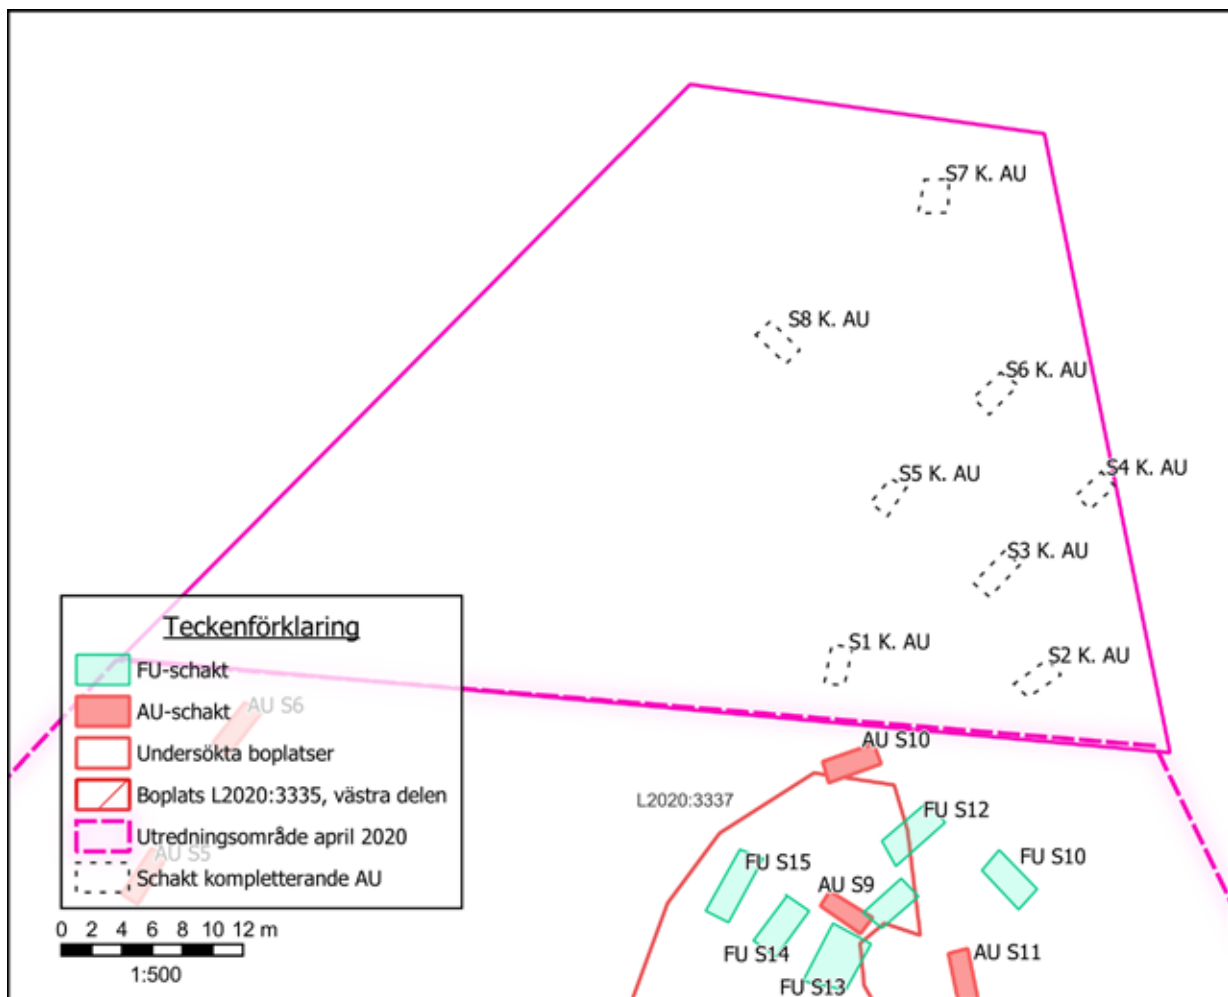 S7 K. AU
S8 K. AU
S6 K. AU
S5 K. AU
S4 K. AU
S3 K. AU
S1 K. AU
S2 K. AU
Teckenförklaring
FU-schakt
AU-schakt
Undersökta boplatser
Boplats L2020:3335, västra delen
Utredningsområde april 2020
Schakt kompletterande AU
AU S6
AU S5
0 2 4 6 8 10 12 m
1:500
AU S10
L2020:3337
FU S12
FU S15
FU S10
AU S9
FU S14
AU S11
FU S13